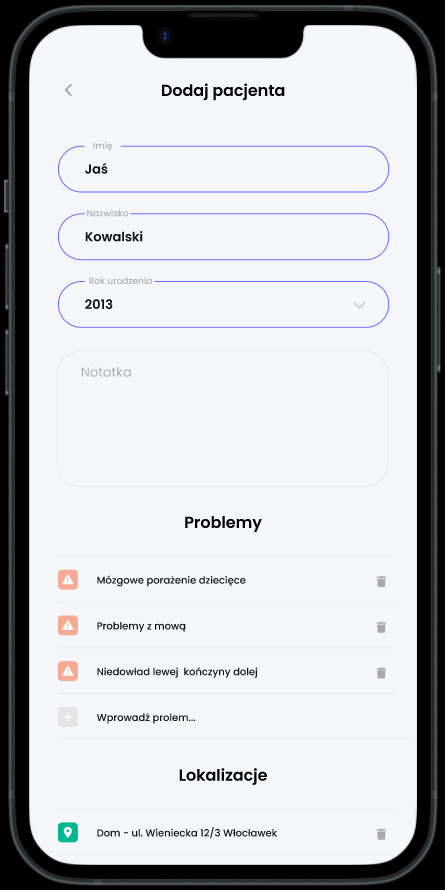 Dodaj pacjenta
Imię
Jaś
Nazwisko
Kowalski
Rok urodzenia
2013
Notatka
Problemy
Mózgowe porażenie dziecięce
Problemy z mową
Niedowład lewej kończyny dolej
Wprowadź prolem...
Lokalizacje
Dom - ul. Wieniecka 12/3 Włocławek